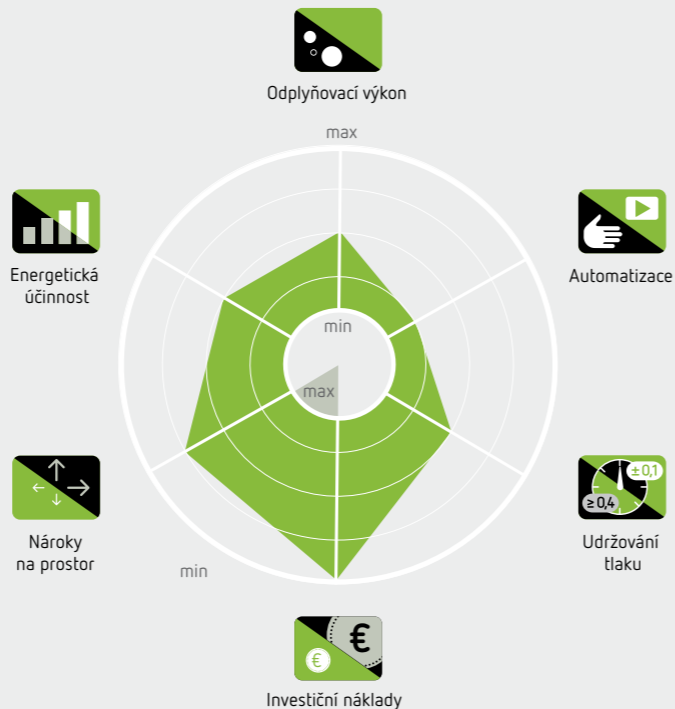 Odplyňovací výkon
max
Energetická
účinnost
Automatizace
min
max
±0,1
≥0,4
Nároky
na prostor
Udržování
tlaku
min
€
€
Investiční náklady